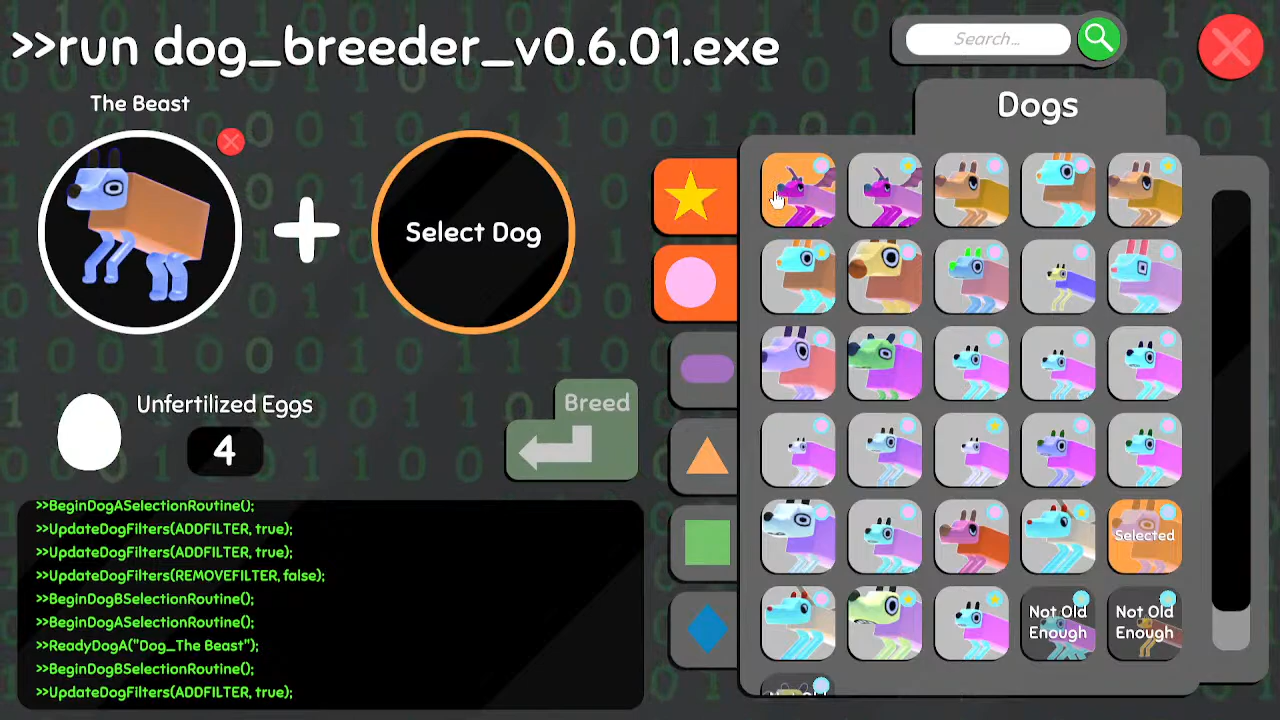 >>run dog_breeder_v0.6.01.exe
Search...
The Beast
Dogs
Select Dog
Unfertilized Eggs
4
Breed
Selected
Not Old
Enough
Not Old
Enough
>>BeginDogASelectionRoutine();
>>UpdateDogFilters(ADDFILTER, true);
>>UpdateDogFilters(ADDFILTER, true);
>>UpdateDogFilters(REMOVEFILTER, false);
>>BeginDogBSelectionRoutine();
>>BeginDogASelectionRoutine();
>>ReadyDogA("Dog_The Beast");
>>BeginDogBSelectionRoutine();
>>UpdateDogFilters(ADDFILTER, true);